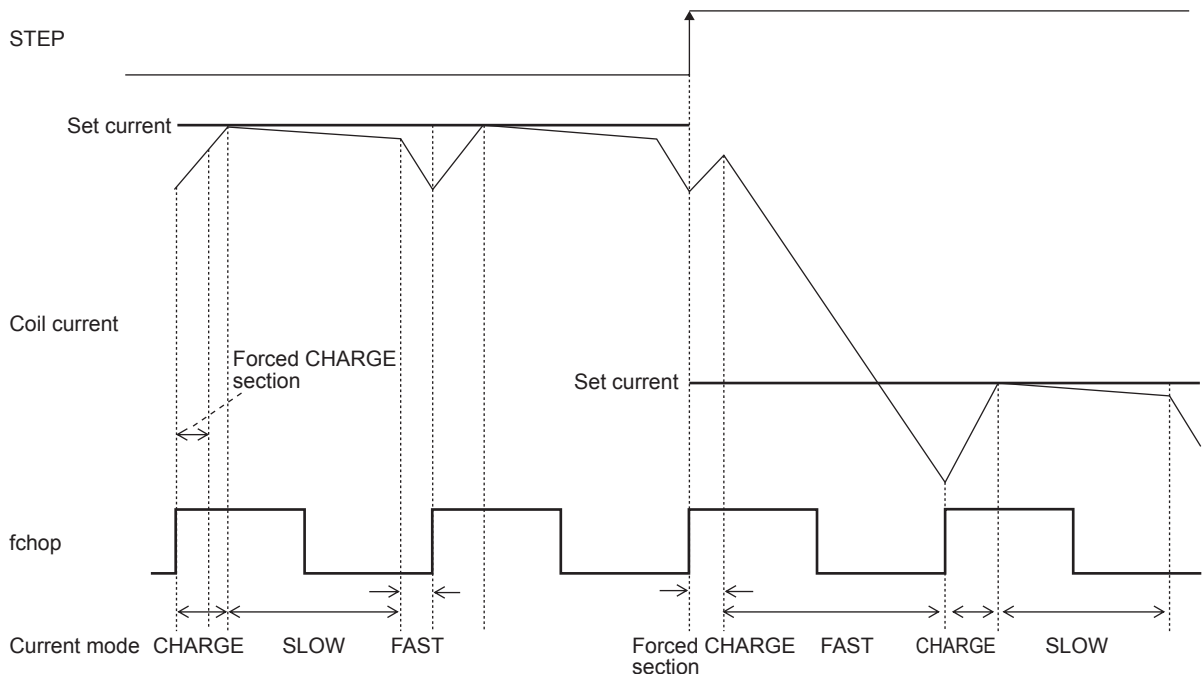 STEP
Set current
Coil current
Forced CHARGE
section
Set current
fchop
Current mode CHARGE SLOW FAST Forced CHARGE FAST CHARGE SLOW
section